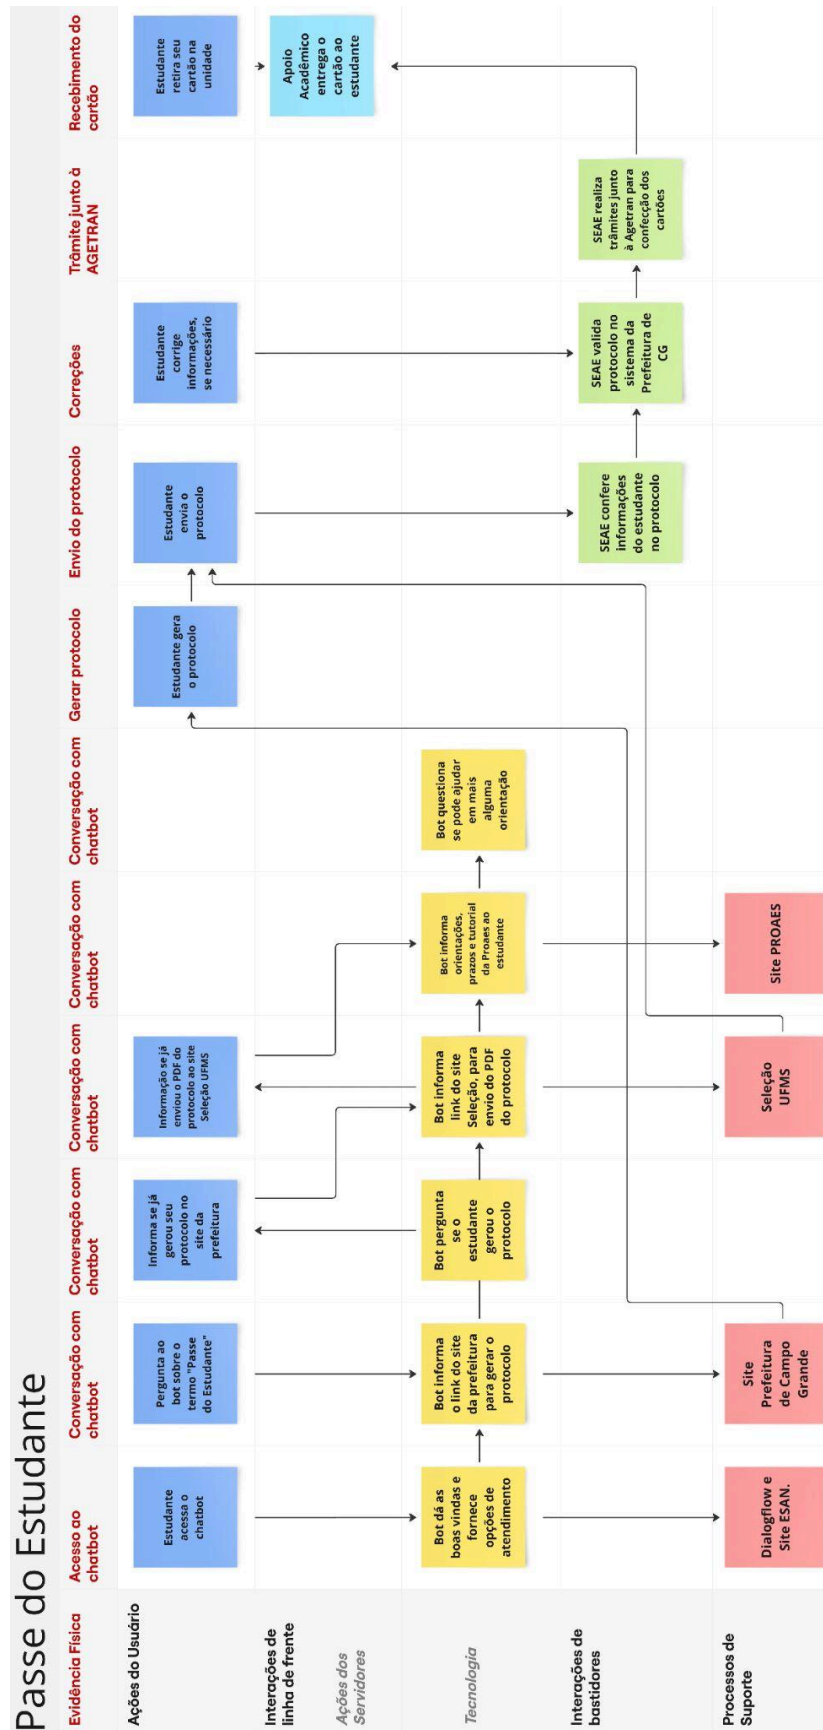 Passe do Estudante
Evidência Física
Acesso ao
chatbot
Conversação com
chatbot
Conversação com
chatbot
Conversação com
chatbot
Conversação com
chatbot
Conversação com
chatbot
Gerar protocolo
Envio do protocolo
Correções
Trâmite junto à
AGETRAN
Recebimento do
cartão
Ações do Usuário
Estudante
acessa o
chatbot
Pergunta ao
bot sobre o
termo "Passe
do Estudante"
Informa se já
gerou seu
protocolo no
site da
prefeitura
Informação se já
enviou o PDF do
protocolo ao site
Seleção UFMS
Estudante gera
o protocolo
Estudante
envia o
protocolo
Estudante
corrige
informações,
se necessário
Estudante
retira seu
cartão na
unidade
Interações de
linha de frente
Ações dos
Servidores
Apoio
Acadêmico
entrega o
cartão ao
estudante
Tecnologia
Bot dá as
boas vindas e
fornece
opções de
atendimento
Bot informa
o link do site
da prefeitura
para gerar o
protocolo
Bot pergunta
se o
estudante
gerou o
protocolo
Bot informa
link do site
Seleção, para
envio do PDF
do protocolo
Bot informa
orientações,
prazos e tutorial
da Proaes ao
estudante
Bot questiona
se pode ajudar
em mais
alguma
orientação
Interações de
bastidores
SEAE confere
informações
do estudante
no protocolo
SEAE valida
protocolo no
sistema da
Prefeitura de
CG
SEAE realiza
trâmites junto
à Agetran para
confecção dos
cartões
Processos de
Suporte
Dialogflow e
Site ESAN.
Site
Prefeitura
de Campo
Grande
Seleção
UFMS
Site PROAES